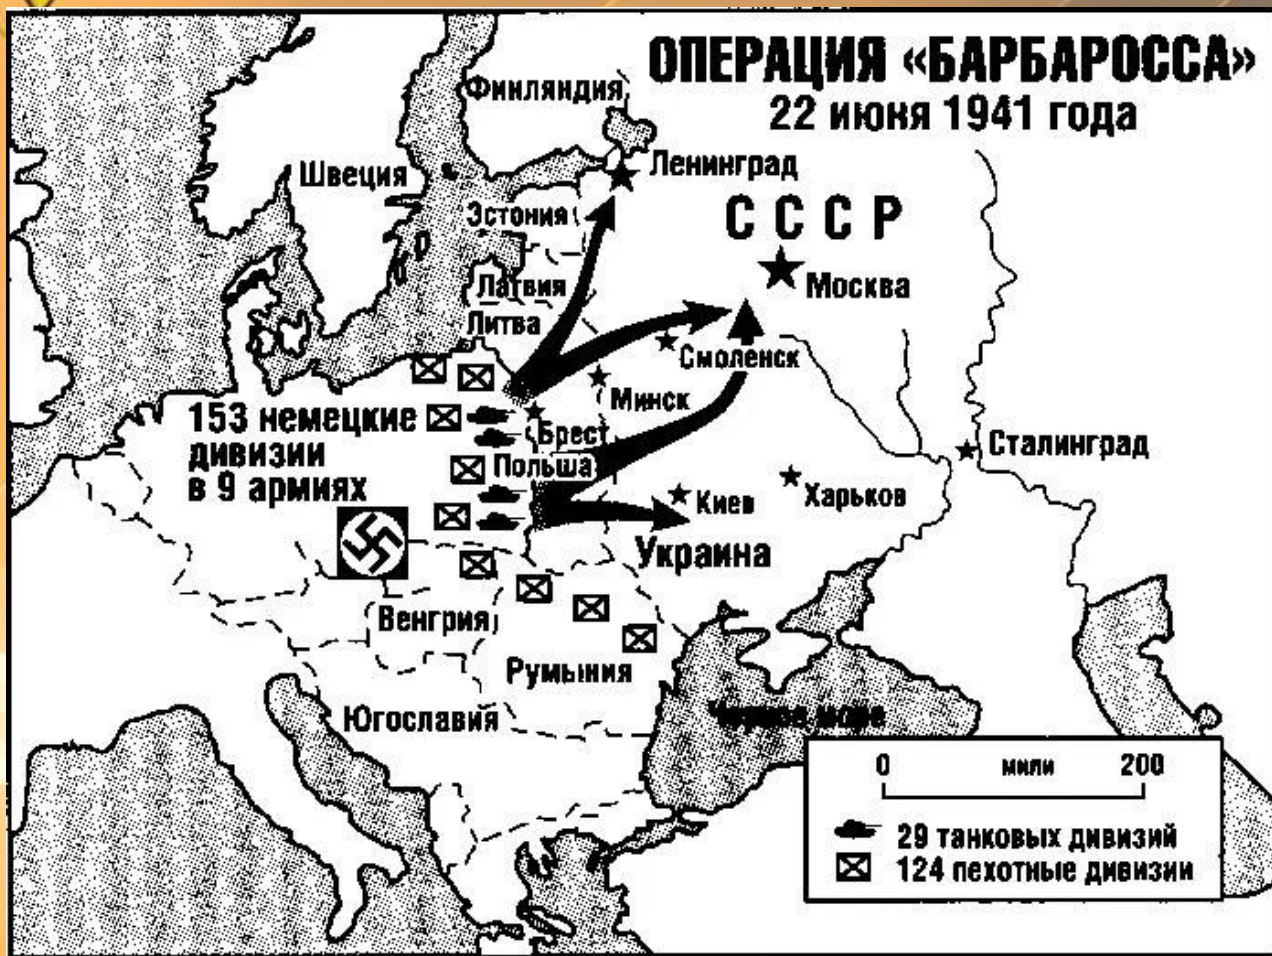 ОПЕРАЦИЯ «БАРБАРОССА»
22 июня 1941 года
Финляндия
Ленинград
Швеция
Эстония
СССР
Москва
Латвия
Литва
Смоленск
Минск
153 немецкие
дивизии
в 9 армиях
Брест
Польша
Сталинград
Киев
Харьков
Украина
Венгрия
Румыния
Югославия
Черное море
0 мили 200
29 танковых дивизий
124 пехотные дивизии